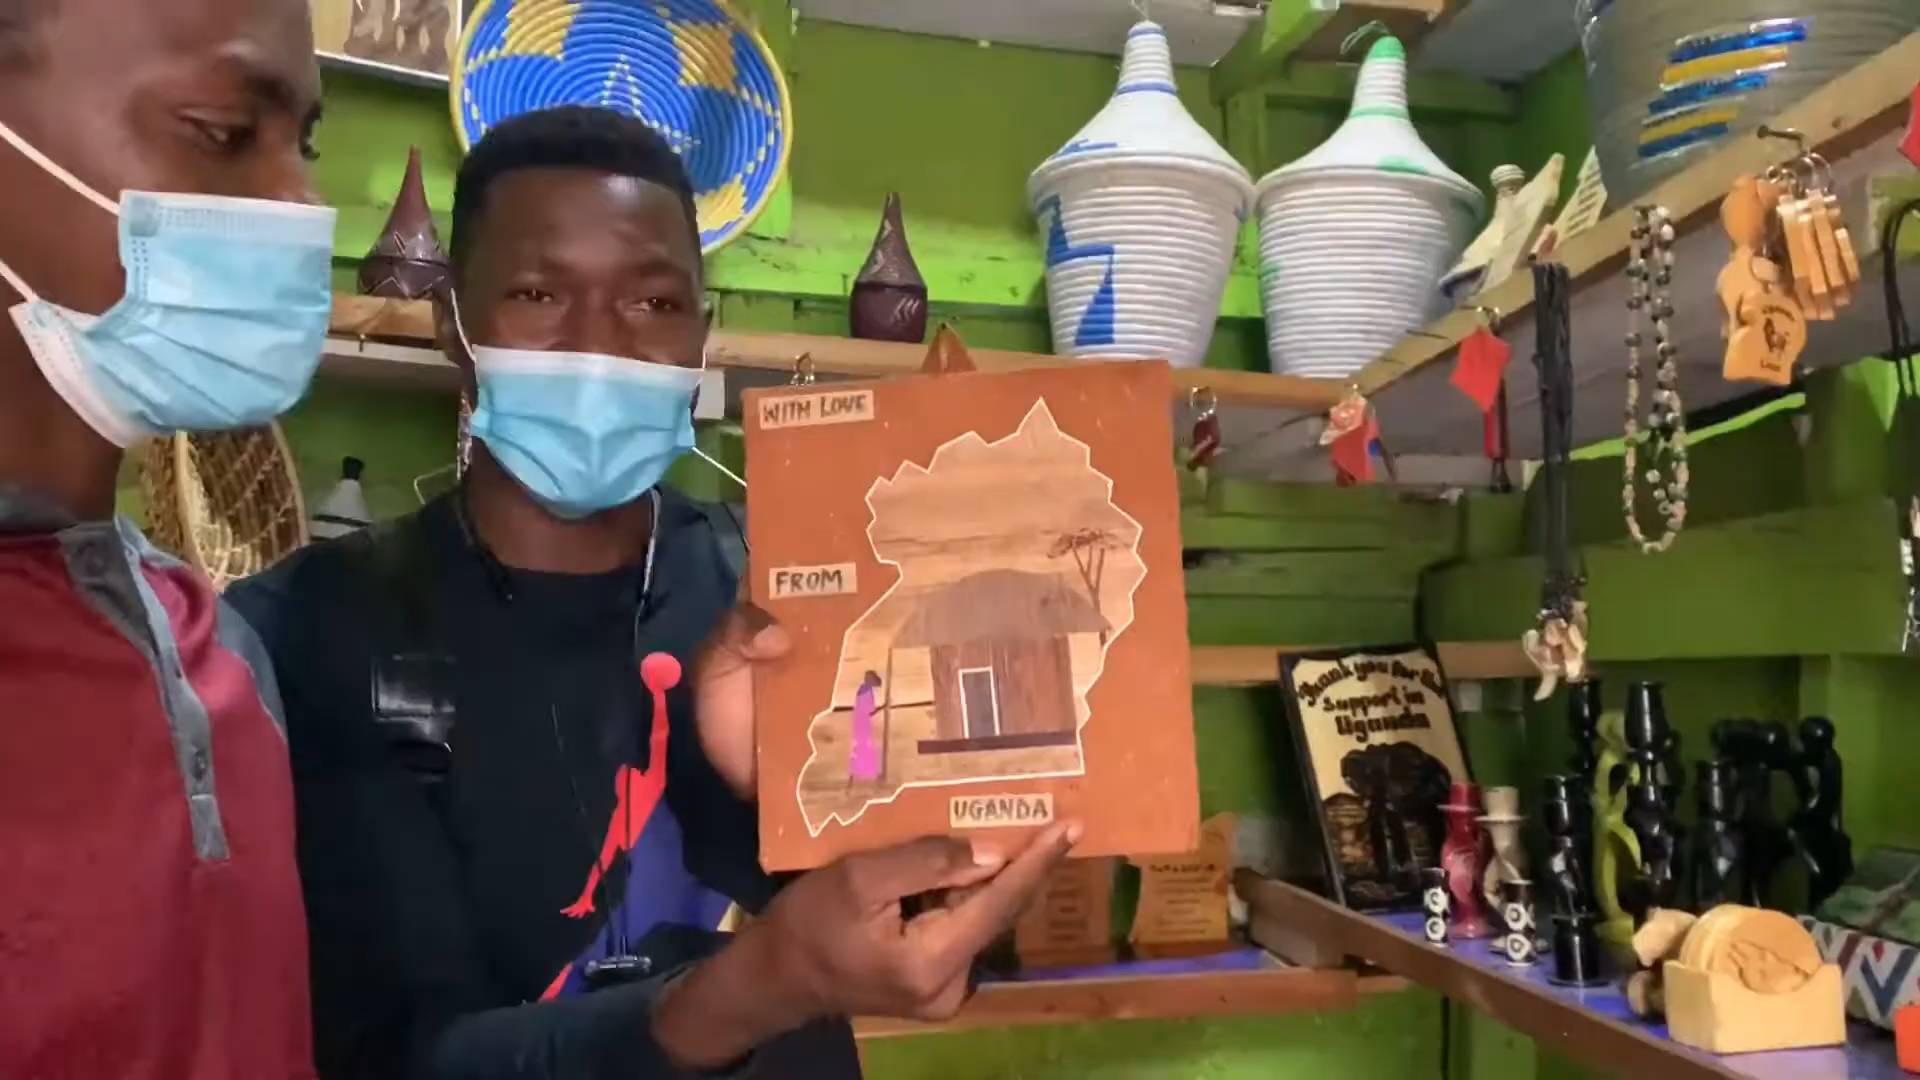 WITH LOVE
FROM
UGANDA
Thank you for the
Support in
Uganda